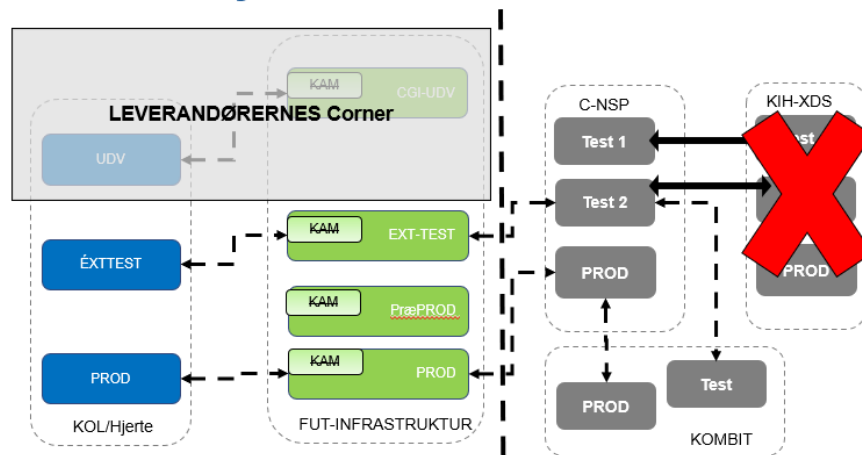 KAM
CGI-UDV
LEVERANDØRERNES Corner
UDV
C-NSP
KIH-XDS
Test 1
Test
Test 2
KAM
EXT-TEST
ÉXTTEST
PROD
PROD
KAM
PræPROD
KAM
PROD
PROD
Test
PROD
KOL/Hjerte
FUT-INFRASTRUKTUR
KOMBIT